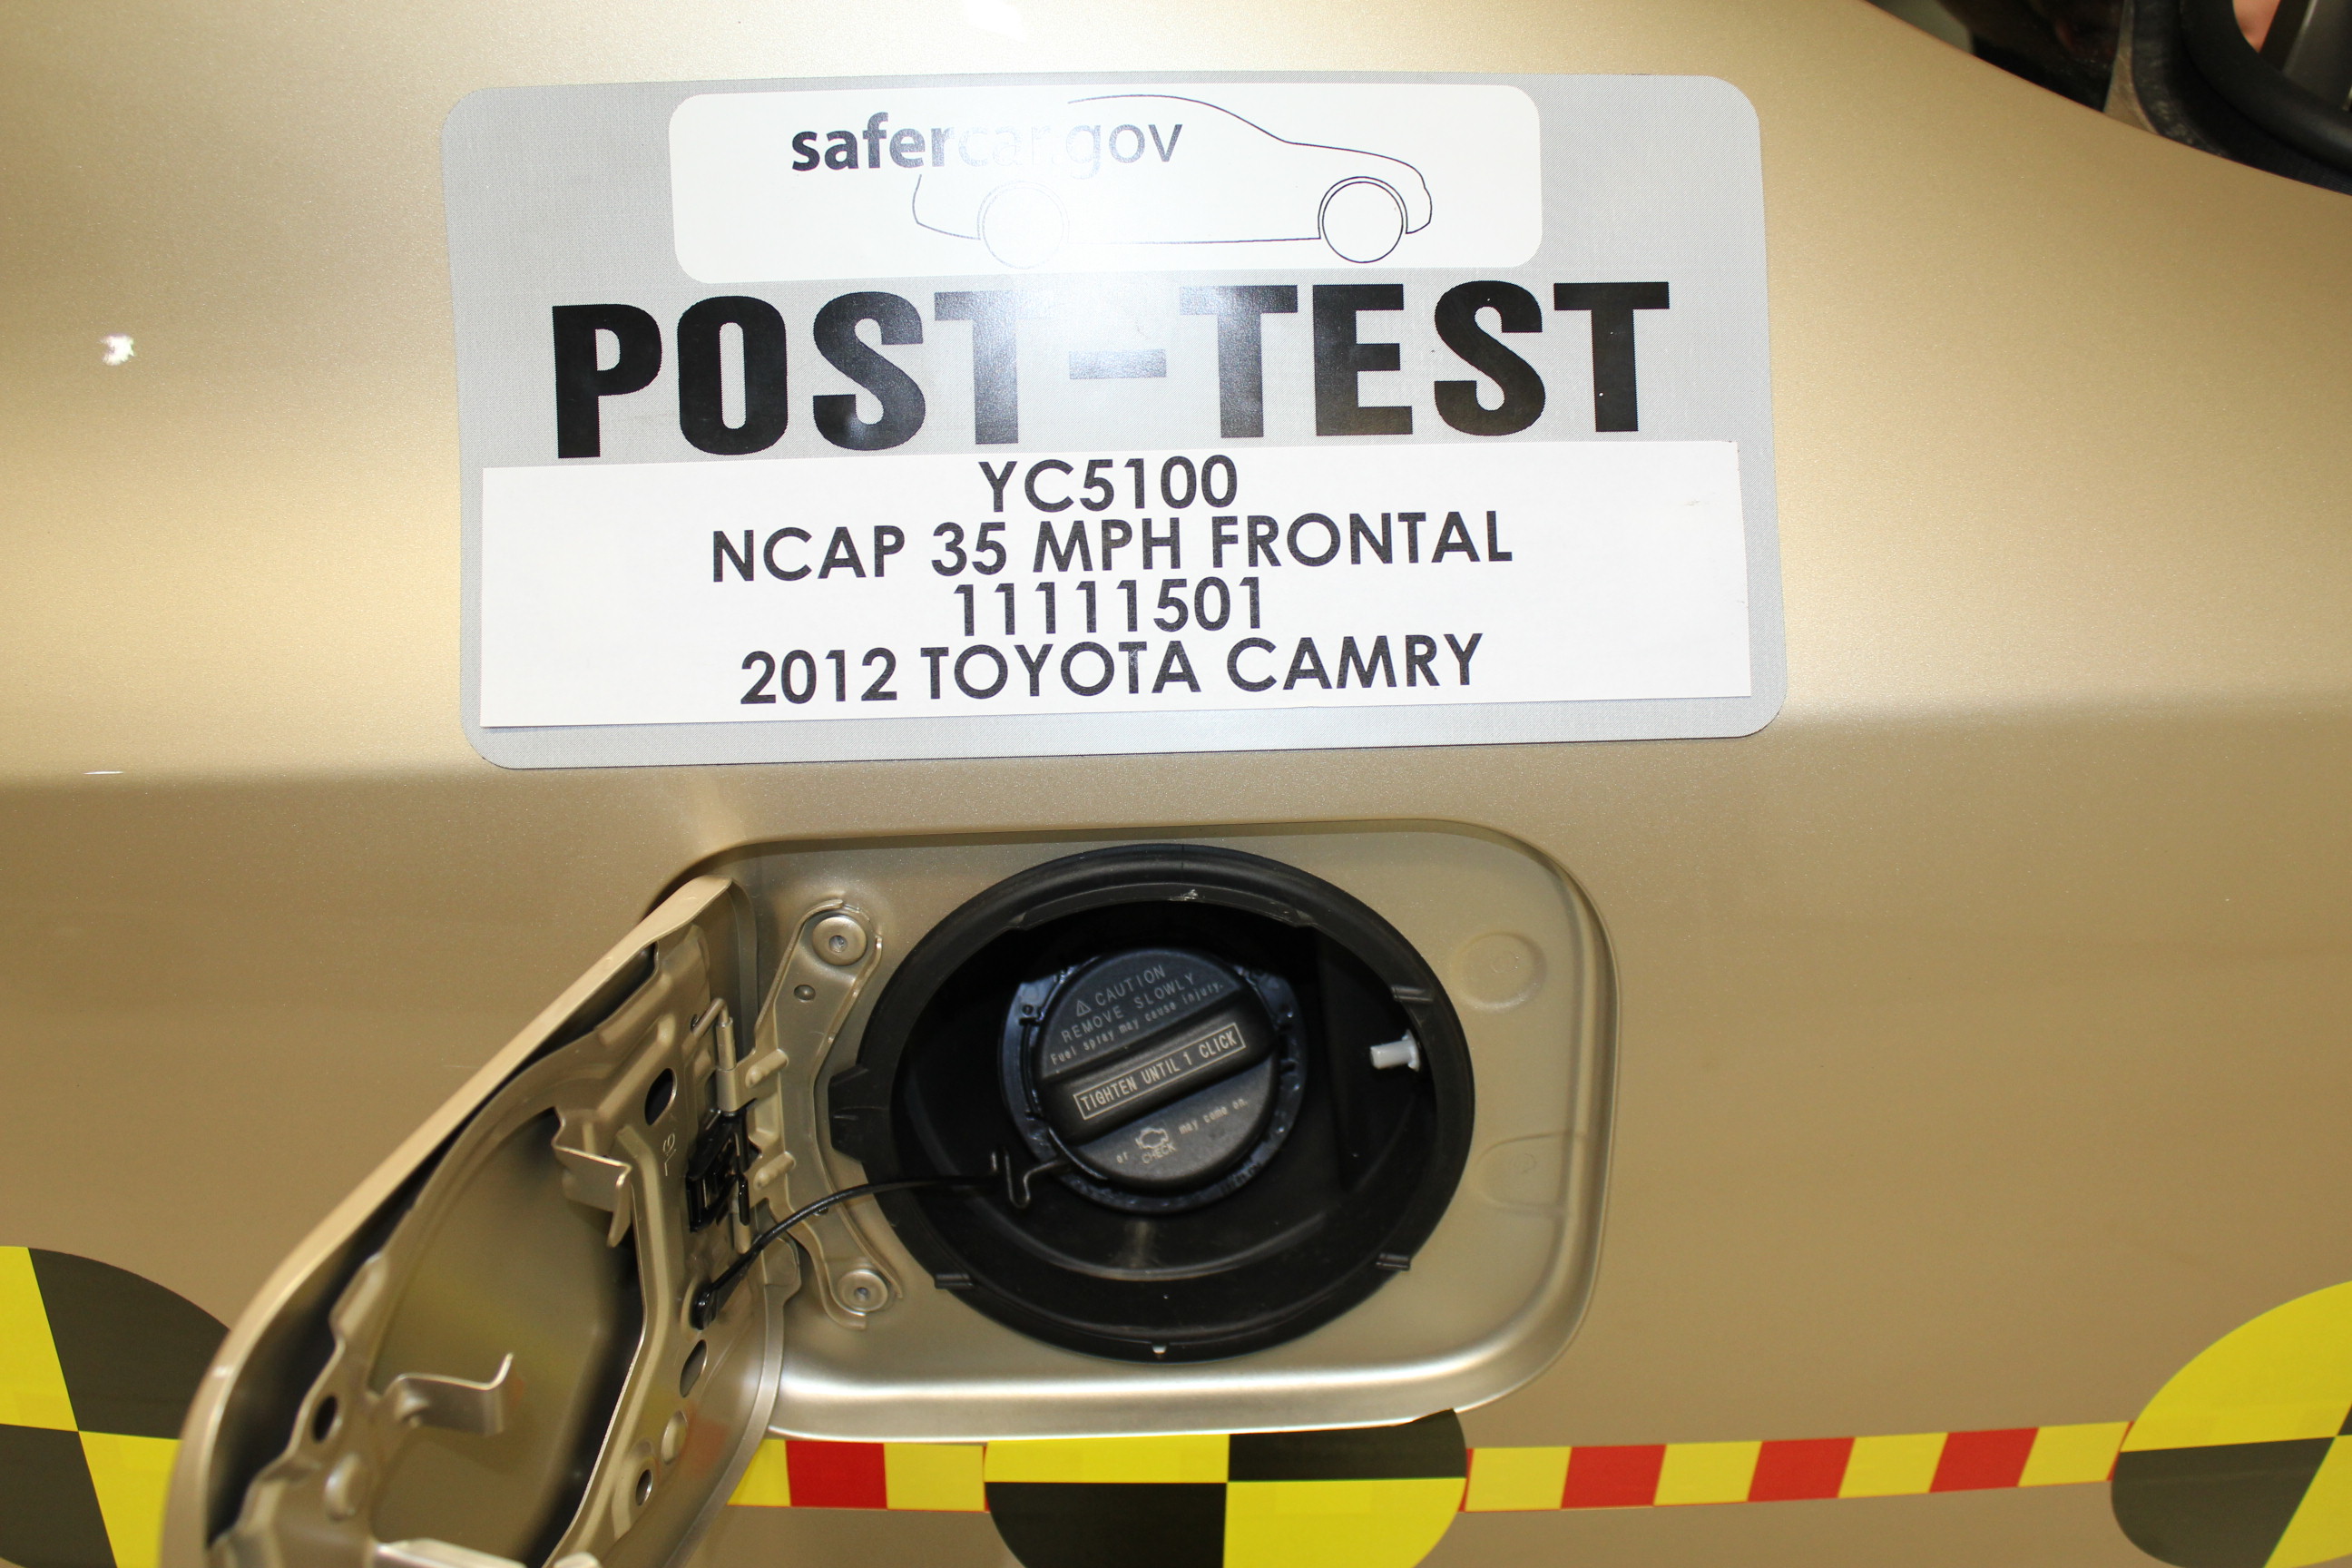 safercar.gov
POST-TEST
YC5100
NCAP 35 MPH FRONTAL
11111501
2012 TOYOTA CAMRY
⚠ CAUTION
REMOVE SLOWLY
Fuel spray may cause injury.
TIGHTEN UNTIL 1 CLICK
or CHECK may come on.